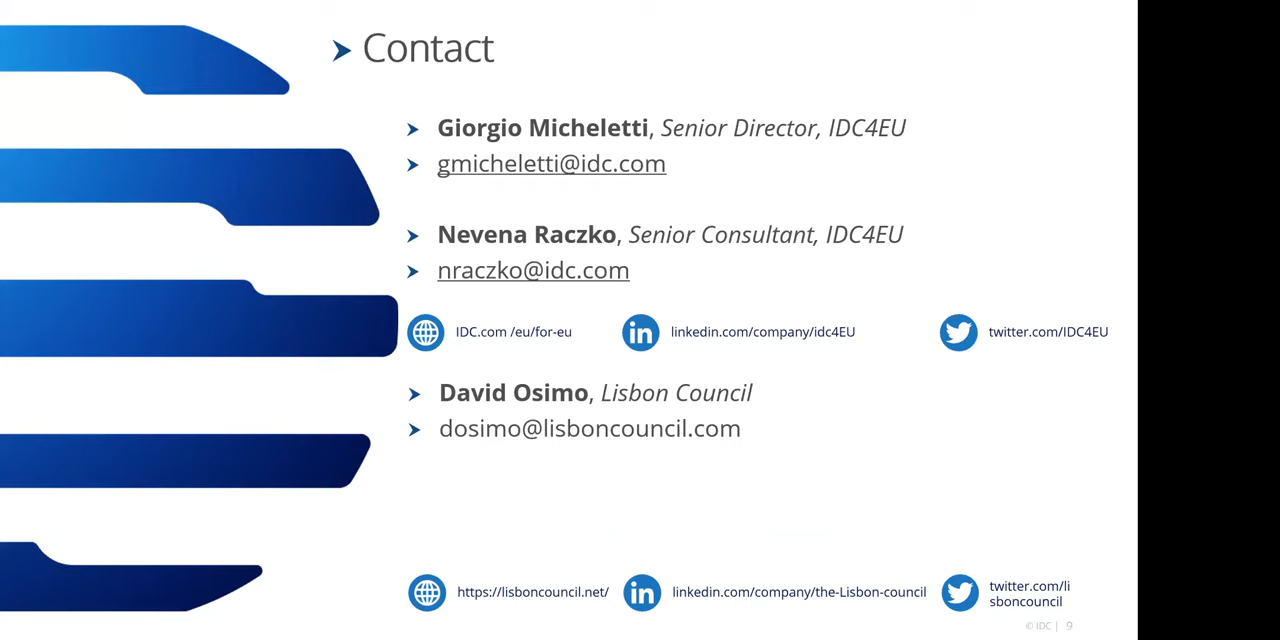 Contact
Giorgio Micheletti, Senior Director, IDC4EU
gmicheletti@idc.com
Nevena Raczko, Senior Consultant, IDC4EU
nraczko@idc.com
IDC.com /eu/for-eu
linkedin.com/company/idc4EU
twitter.com/IDC4EU
David Osimo, Lisbon Council
dosimo@lisboncouncil.com
https://lisboncouncil.net/
linkedin.com/company/the-Lisbon-council
twitter.com/li
sboncouncil
© IDC | 9